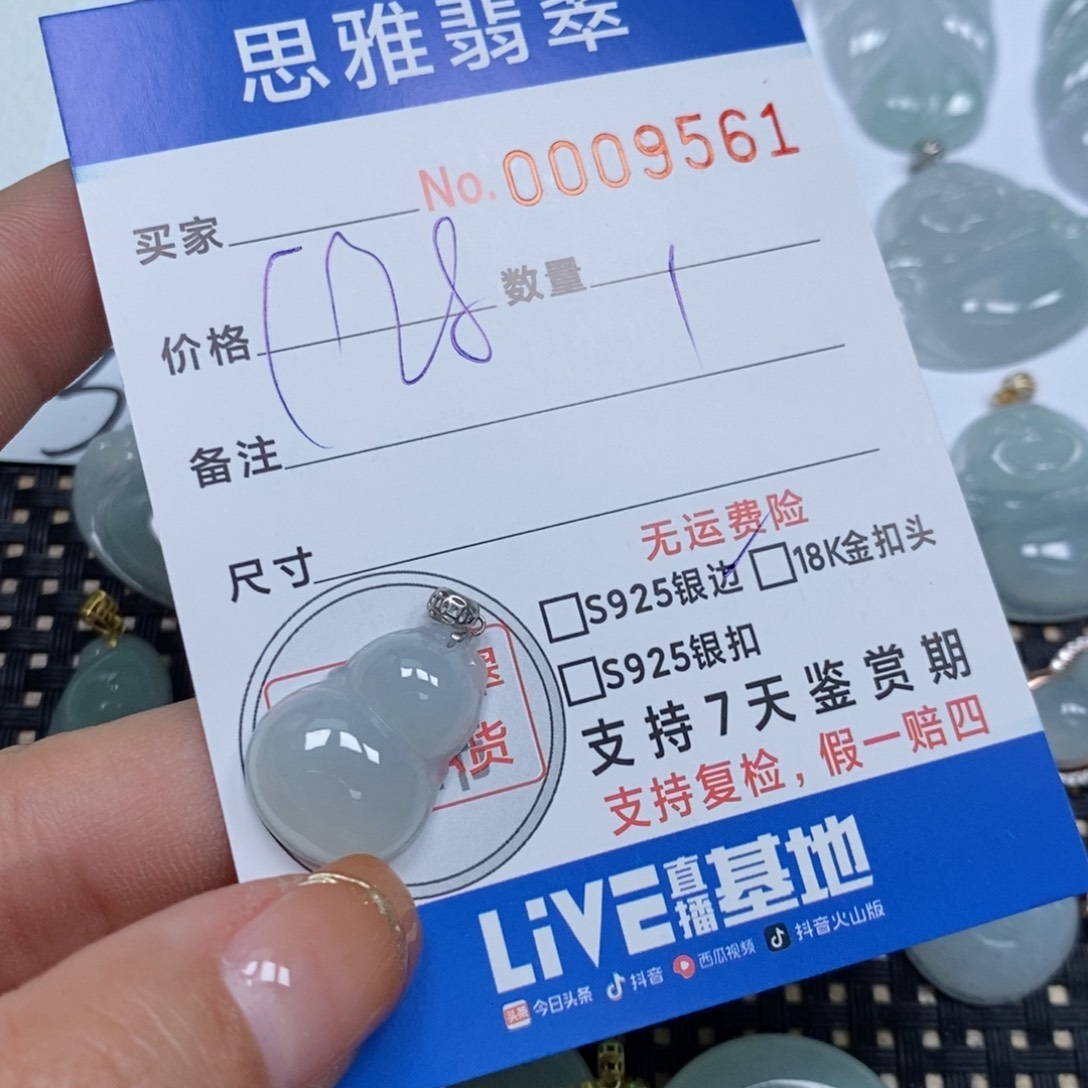 思雅翡翠
No.0009561
买家
价格 数量 1
备注
尺寸
无运费险
□S925银边 □18K金扣头
□S925银扣
支持7天鉴赏期
支持复检，假一赔四
货
LiVE直播基地
头条 今日头条 抖音 西瓜视频 抖音火山版